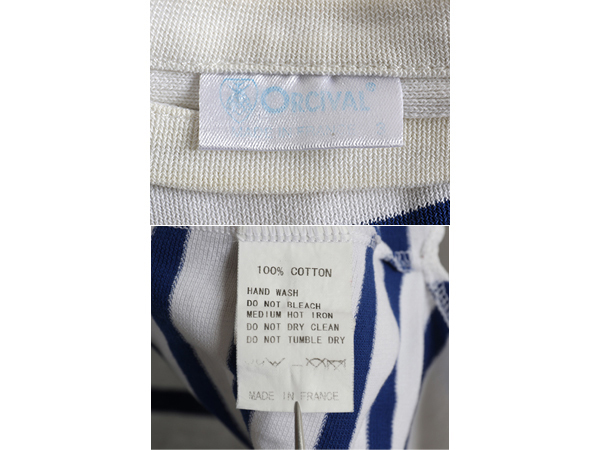 ORCIVAL®
100% COTTON
HAND WASH
DO NOT BLEACH
MEDIUM HOT IRON
DO NOT DRY CLEAN
DO NOT TUMBLE DRY
MADE IN FRANCE